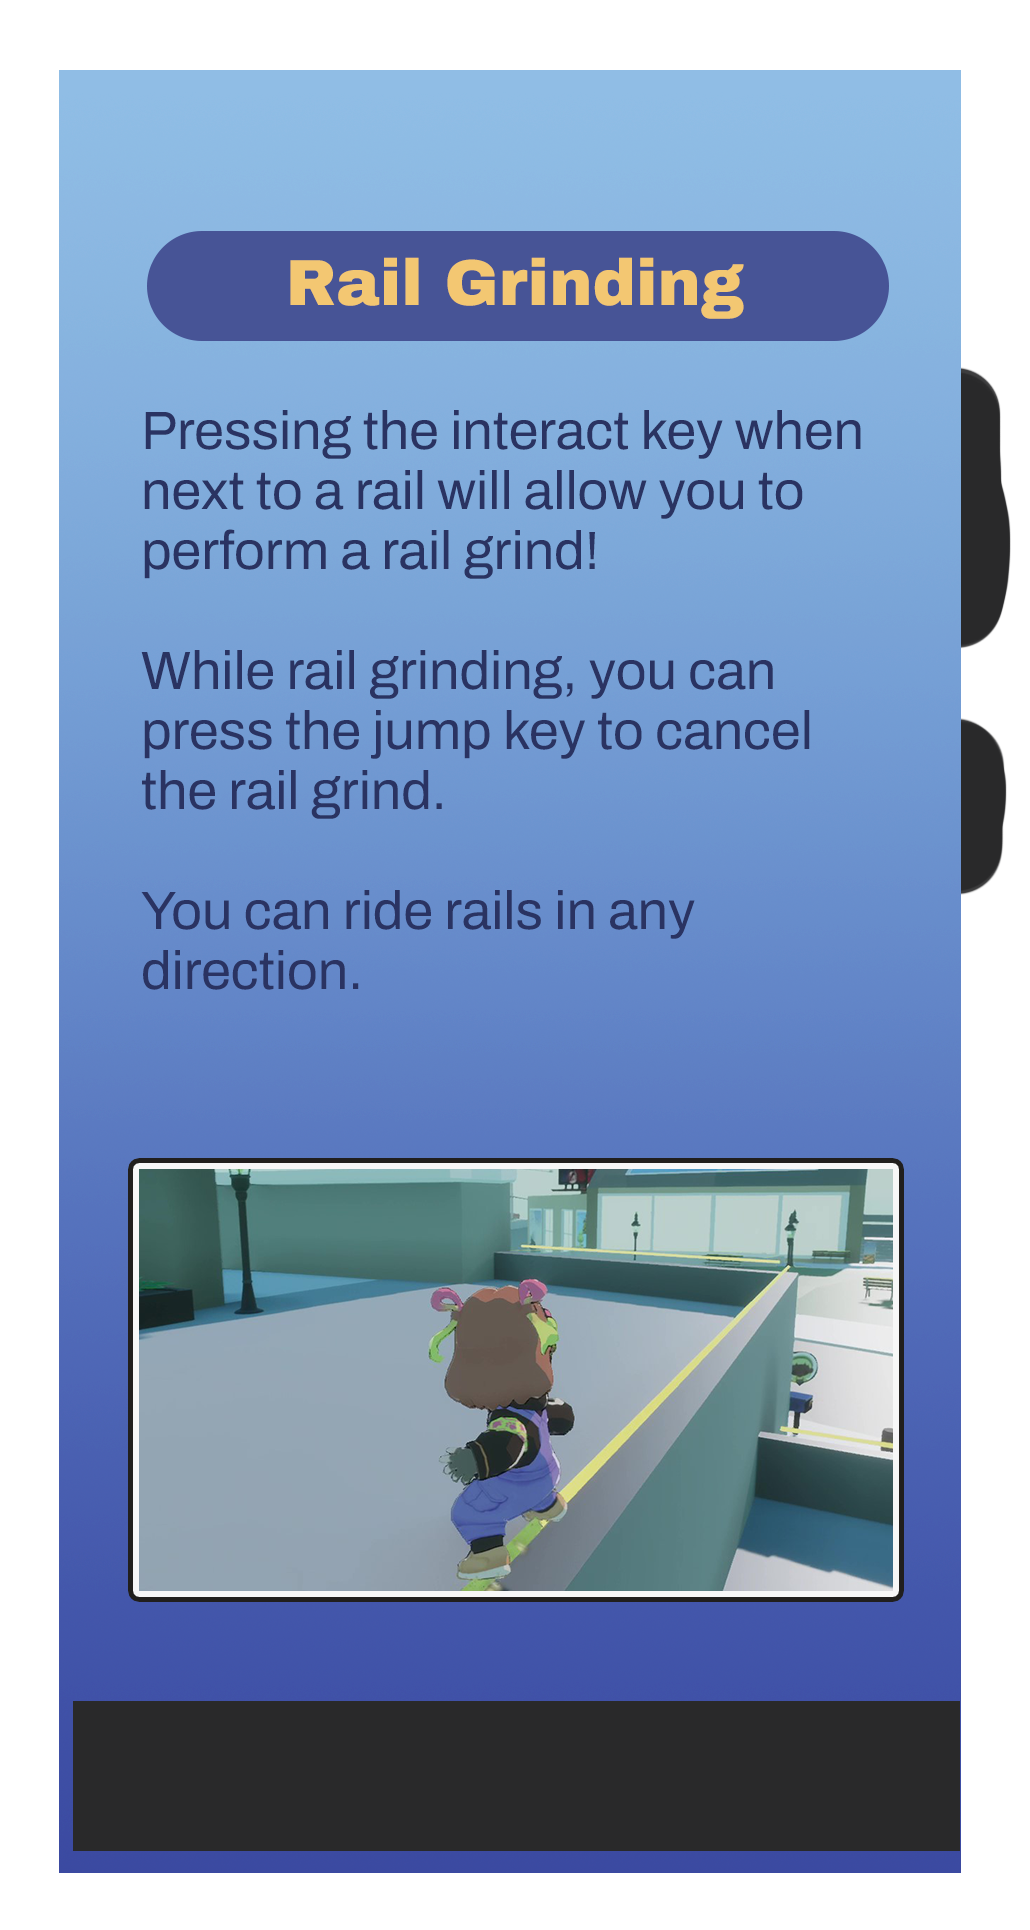 Rail Grinding
Pressing the interact key when
next to a rail will allow you to
perform a rail grind!
While rail grinding, you can
press the jump key to cancel
the rail grind.
You can ride rails in any
direction.